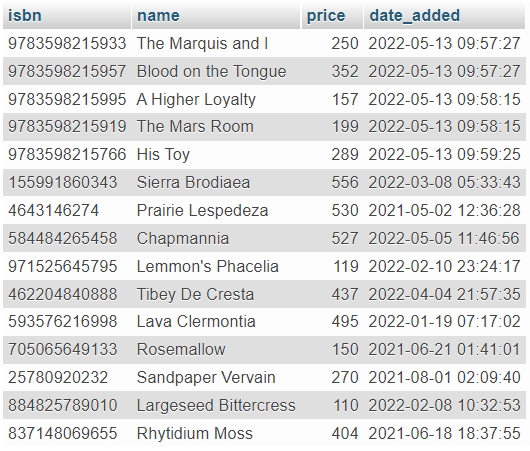 isbn name price date_added
9783598215933 The Marquis and I 250 2022-05-13 09:57:27
9783598215957 Blood on the Tongue 352 2022-05-13 09:57:27
9783598215995 A Higher Loyalty 157 2022-05-13 09:58:15
9783598215919 The Mars Room 199 2022-05-13 09:58:15
9783598215766 His Toy 289 2022-05-13 09:59:25
155991860343 Sierra Brodiaea 556 2022-03-08 05:33:43
4643146274 Prairie Lespedeza 530 2021-05-02 12:36:28
584484265458 Chapmannia 527 2022-05-05 11:46:56
971525645795 Lemmon's Phacelia 119 2022-02-10 23:24:17
462204840888 Tibey De Cresta 437 2022-04-04 21:57:35
593576216998 Lava Clermontia 495 2022-01-19 07:17:02
705065649133 Rosemallow 150 2021-06-21 01:41:01
25780920232 Sandpaper Vervain 270 2021-08-01 02:09:40
884825789010 Largeseed Bittercress 110 2022-02-08 10:32:53
837148069655 Rhytidium Moss 404 2021-06-18 18:37:55